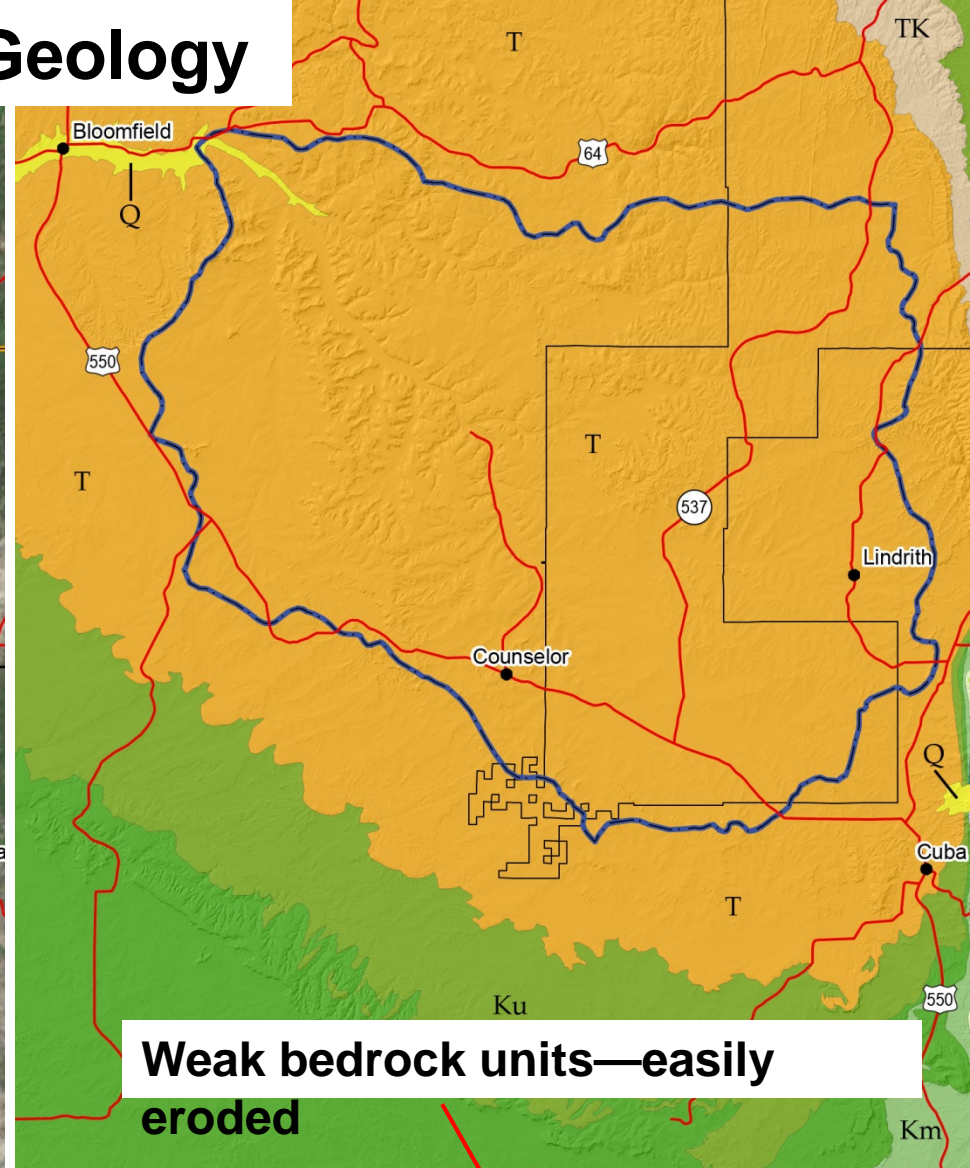 Geology
T
TK
Bloomfield
64
Q
550
T
T
537
Lindrith
Counselor
Q
Cuba
T
550
Ku
Weak bedrock units—easily
eroded
Km